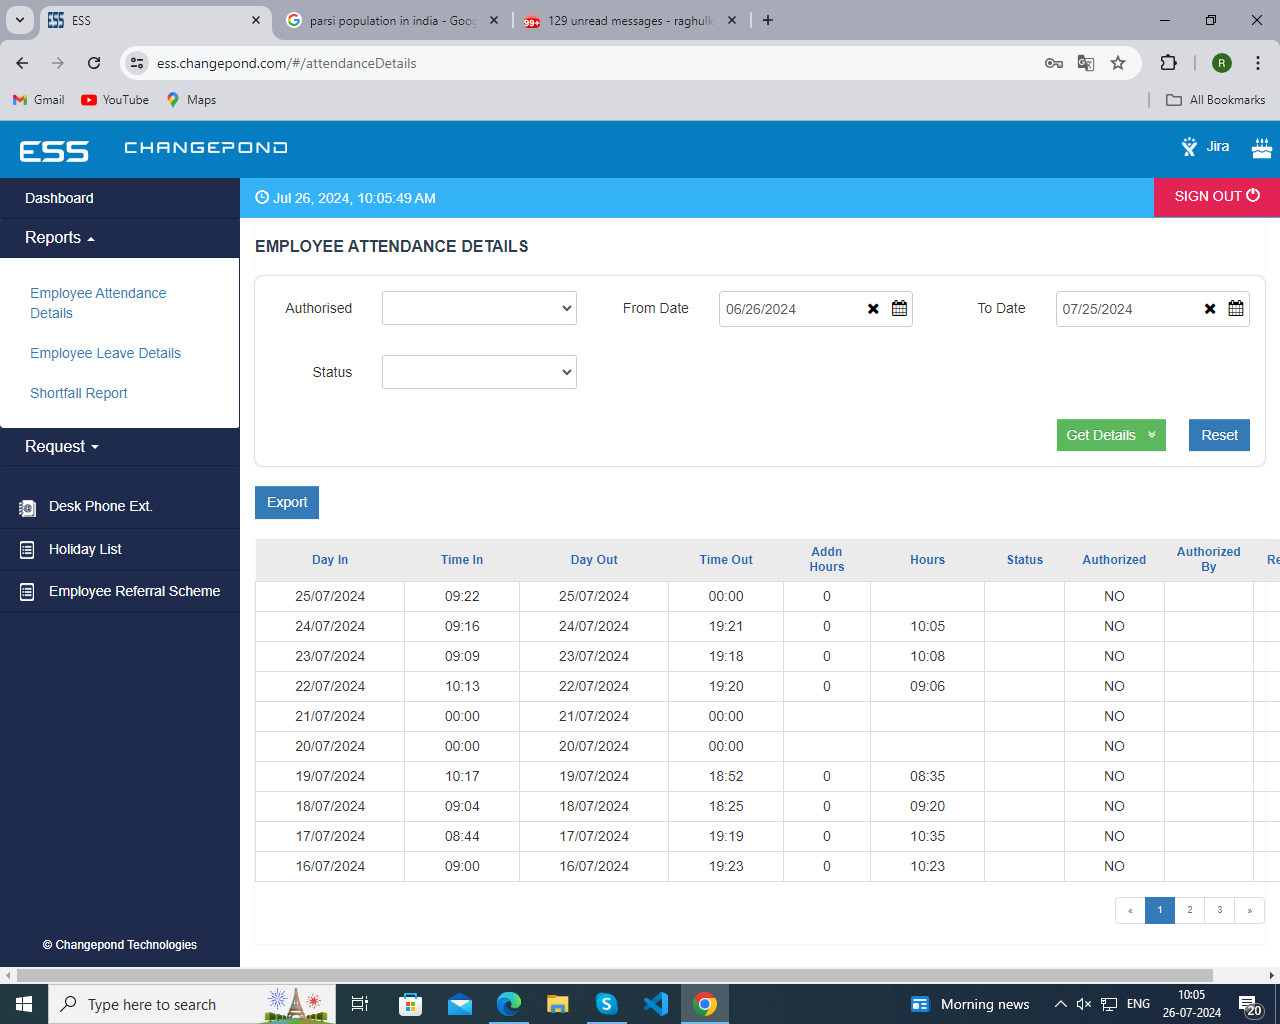 ESS
parsi population in india - Goog
99+
129 unread messages - raghulk
ess.changepond.com/#/attendanceDetails
R
Gmail
YouTube
Maps
All Bookmarks
ESS
CHANGEPOND
Jira
Dashboard
Jul 26, 2024, 10:05:49 AM
SIGN OUT
Reports
EMPLOYEE ATTENDANCE DETAILS
Employee Attendance
Details
Employee Leave Details
Shortfall Report
Request
Desk Phone Ext.
Holiday List
Employee Referral Scheme
© Changepond Technologies
Authorised
From Date
06/26/2024
To Date
07/25/2024
Status
Get Details
Reset
Export
Day In Time In Day Out Time Out Addn Hours Hours Status Authorized Authorized By Re
25/07/2024 09:22 25/07/2024 00:00 0 NO
24/07/2024 09:16 24/07/2024 19:21 0 10:05 NO
23/07/2024 09:09 23/07/2024 19:18 0 10:08 NO
22/07/2024 10:13 22/07/2024 19:20 0 09:06 NO
21/07/2024 00:00 21/07/2024 00:00 NO
20/07/2024 00:00 20/07/2024 00:00 NO
19/07/2024 10:17 19/07/2024 18:52 0 08:35 NO
18/07/2024 09:04 18/07/2024 18:25 0 09:20 NO
17/07/2024 08:44 17/07/2024 19:19 0 10:35 NO
16/07/2024 09:00 16/07/2024 19:23 0 10:23 NO
« 1 2 3 »
Type here to search
Morning news
ENG
10:05
26-07-2024
20